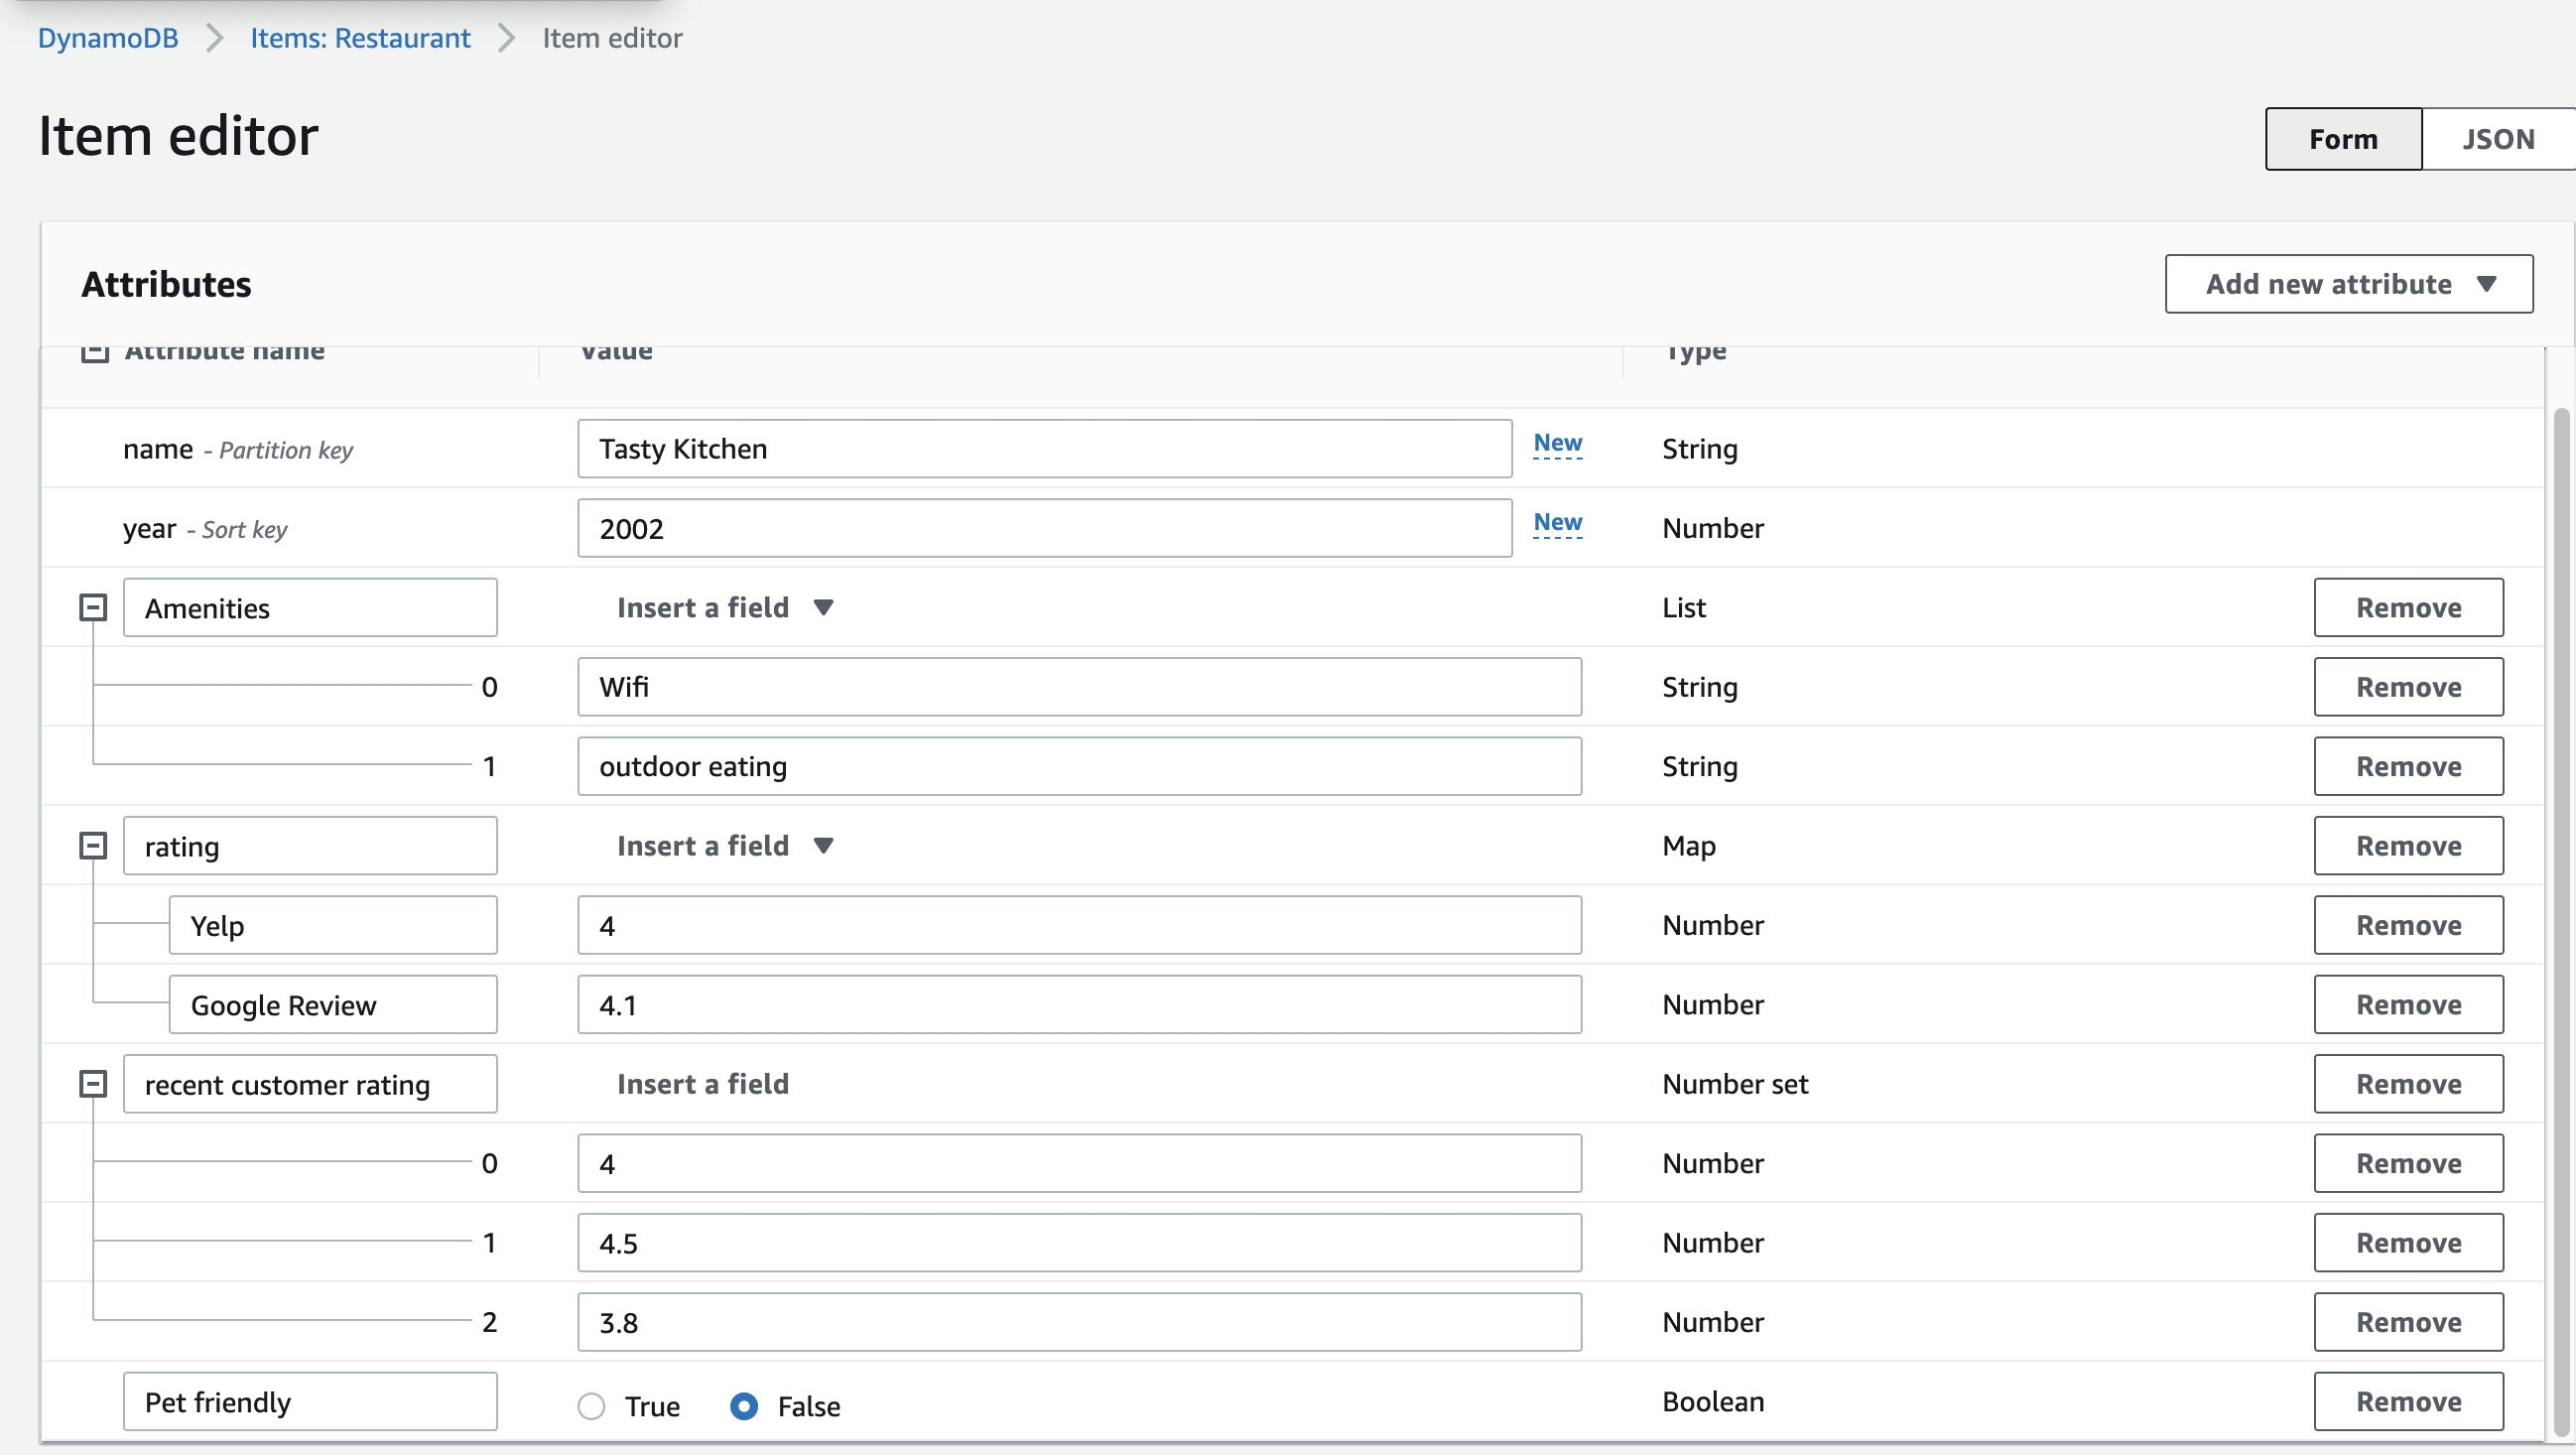 DynamoDB > Items: Restaurant > Item editor
Item editor
Form JSON
Attributes
Add new attribute
Attribute name Value Type
name - Partition key Tasty Kitchen New String
year - Sort key 2002 New Number
Amenities Insert a field List Remove
0 Wifi String Remove
1 outdoor eating String Remove
rating Insert a field Map Remove
Yelp 4 Number Remove
Google Review 4.1 Number Remove
recent customer rating Insert a field Number set Remove
0 4 Number Remove
1 4.5 Number Remove
2 3.8 Number Remove
Pet friendly True False Boolean Remove